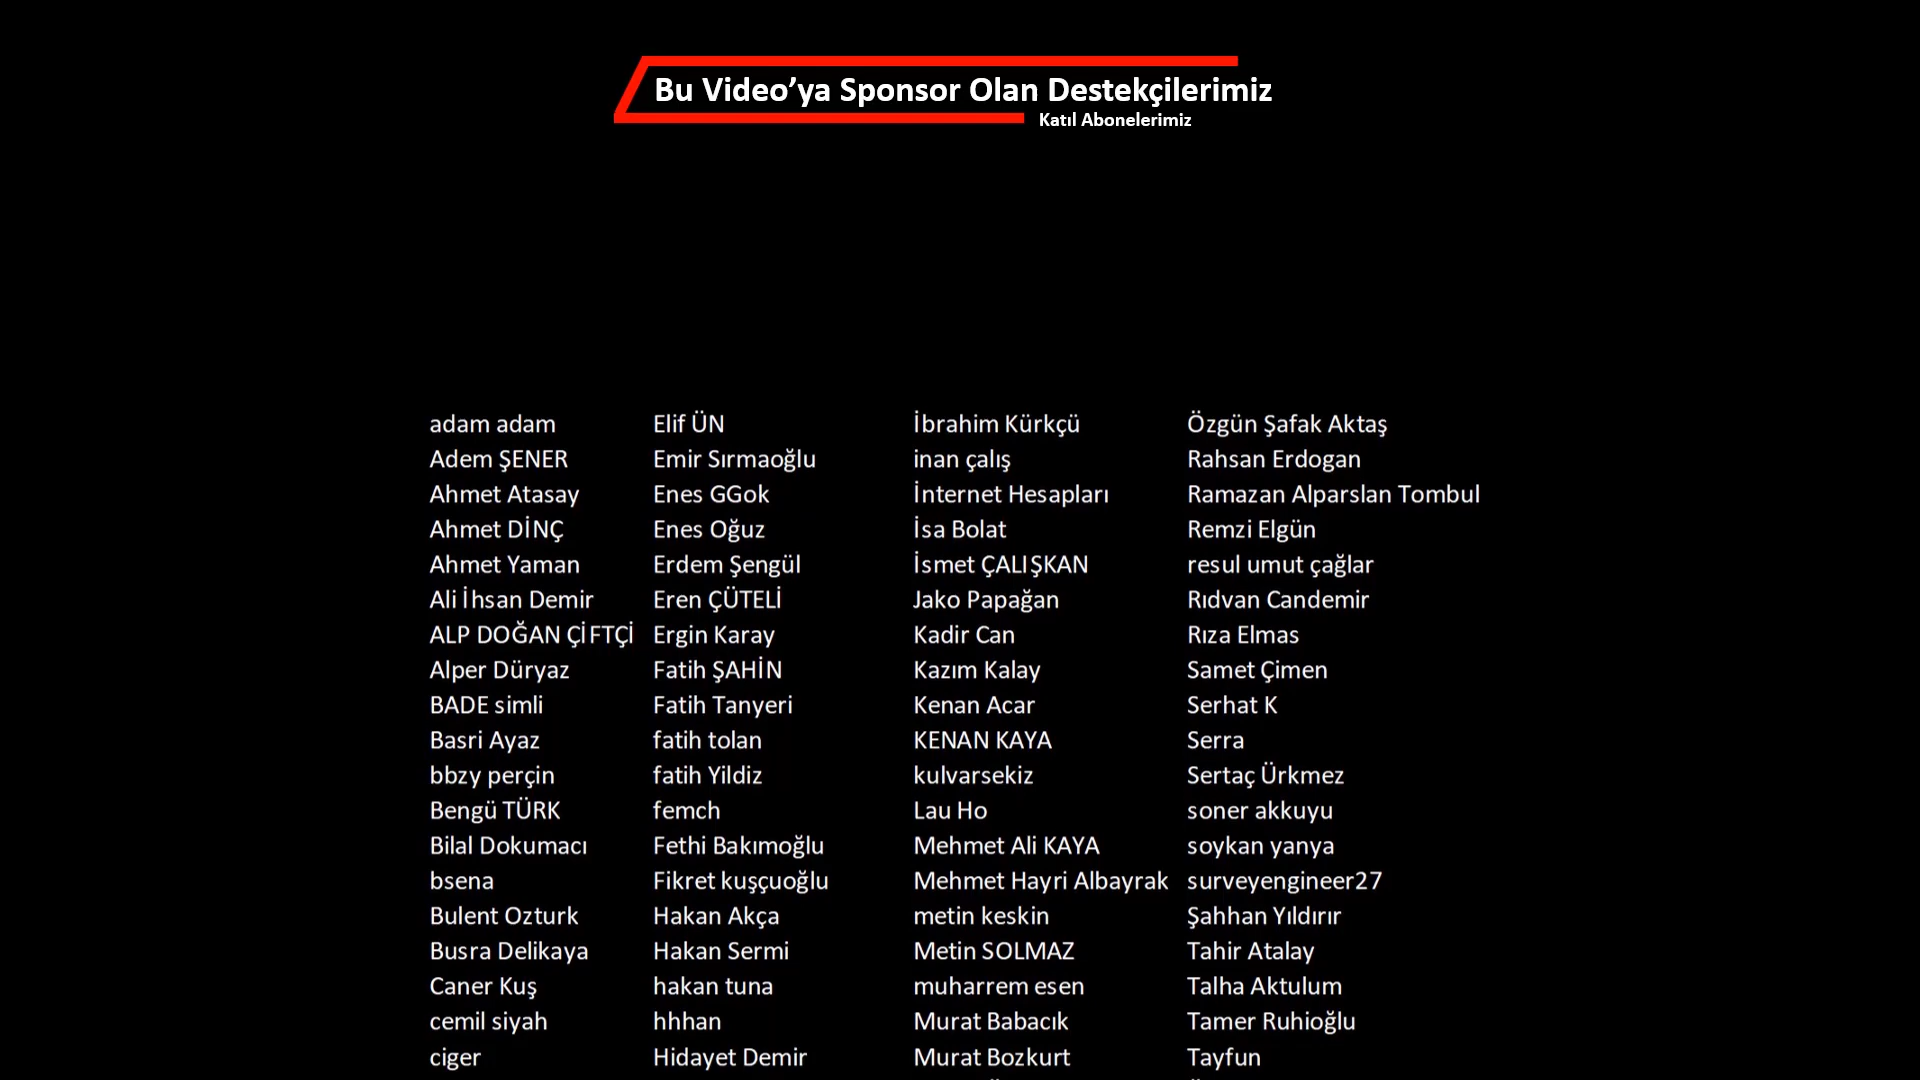 Bu Video’ya Sponsor Olan Destekçilerimiz
Katıl Abonelerimiz
adam adam
Adem ŞENER
Ahmet Atasay
Ahmet DİNÇ
Ahmet Yaman
Ali İhsan Demir
ALP DOĞAN ÇİFTÇİ
Alper Düryaz
BADE simli
Basri Ayaz
bbzy perçin
Bengü TÜRK
Bilal Dokumacı
bsena
Bulent Ozturk
Busra Delikaya
Caner Kuş
cemil siyah
ciger
Elif ÜN
Emir Sırmaoğlu
Enes GGok
Enes Oğuz
Erdem Şengül
Eren ÇÜTELİ
Ergin Karay
Fatih ŞAHİN
Fatih Tanyeri
fatih tolan
fatih Yildiz
femch
Fethi Bakımoğlu
Fikret kuşçuoğlu
Hakan Akça
Hakan Sermi
hakan tuna
hhhan
Hidayet Demir
İbrahim Kürkçü
inan çalış
İnternet Hesapları
İsa Bolat
İsmet ÇALIŞKAN
Jako Papağan
Kadir Can
Kazım Kalay
Kenan Acar
KENAN KAYA
kulvarsekiz
Lau Ho
Mehmet Ali KAYA
Mehmet Hayri Albayrak
metin keskin
Metin SOLMAZ
muharrem esen
Murat Babacık
Murat Bozkurt
Özgün Şafak Aktaş
Rahsan Erdogan
Ramazan Alparslan Tombul
Remzi Elgün
resul umut çağlar
Rıdvan Candemir
Rıza Elmas
Samet Çimen
Serhat K
Serra
Sertaç Ürkmez
soner akkuyu
soykan yanya
surveyengineer27
Şahhan Yıldırır
Tahir Atalay
Talha Aktulum
Tamer Ruhioğlu
Tayfun